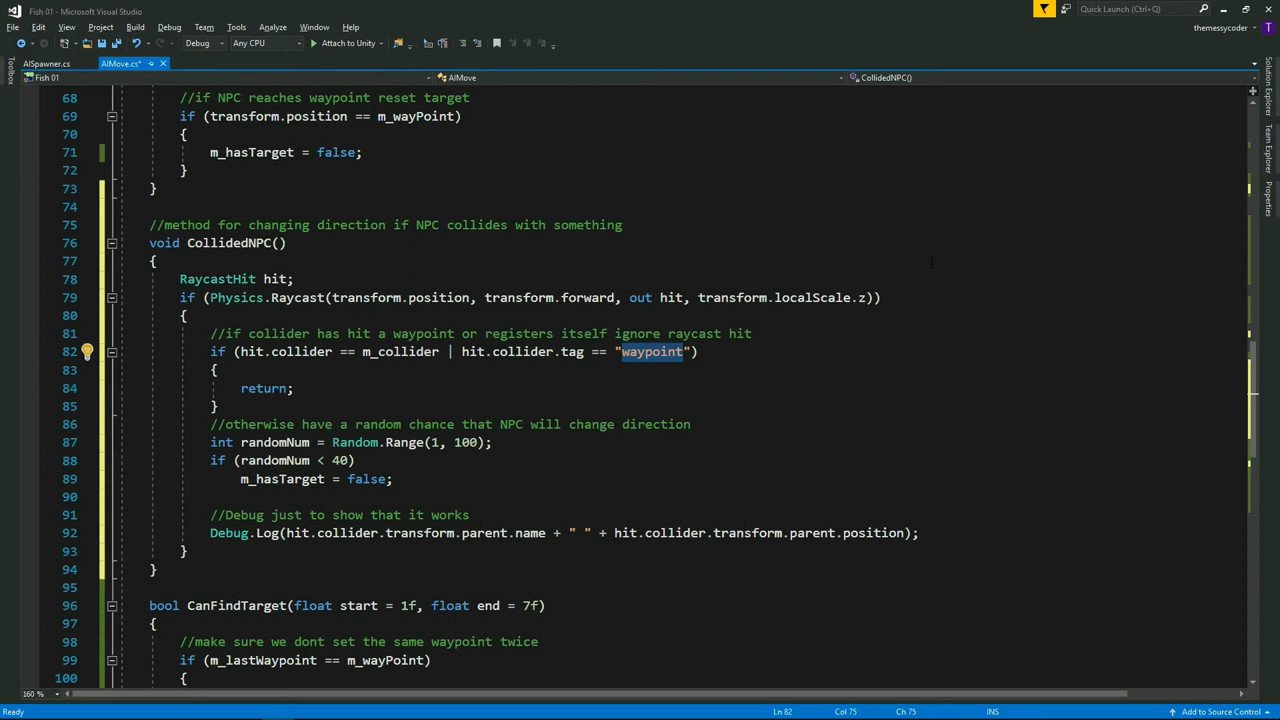 Fish 01 - Microsoft Visual Studio
Quick Launch (Ctrl+Q)
File Edit View Project Build Debug Team Tools Analyze Window Help
themessycoder T
Debug Any CPU Attach to Unity
AISpawner.cs AIMove.cs*
Fish 01 AIMove CollidedNPC()
Toolbox
Solution Explorer
Team Explorer
Properties
68 //if NPC reaches waypoint reset target
69 if (transform.position == m_wayPoint)
70 {
71 m_hasTarget = false;
72 }
73 }
74
75 //method for changing direction if NPC collides with something
76 void CollidedNPC()
77 {
78 RaycastHit hit;
79 if (Physics.Raycast(transform.position, transform.forward, out hit, transform.localScale.z))
80 {
81 //if collider has hit a waypoint or registers itself ignore raycast hit
82 if (hit.collider == m_collider | hit.collider.tag == "waypoint")
83 {
84 return;
85 }
86 //otherwise have a random chance that NPC will change direction
87 int randomNum = Random.Range(1, 100);
88 if (randomNum < 40)
89 m_hasTarget = false;
90
91 //Debug just to show that it works
92 Debug.Log(hit.collider.transform.parent.name + " " + hit.collider.transform.parent.position);
93 }
94 }
95
96 bool CanFindTarget(float start = 1f, float end = 7f)
97 {
98 //make sure we dont set the same waypoint twice
99 if (m_lastWaypoint == m_wayPoint)
100 {
160 %
Ready Ln 82 Col 75 Ch 75 INS Add to Source Control